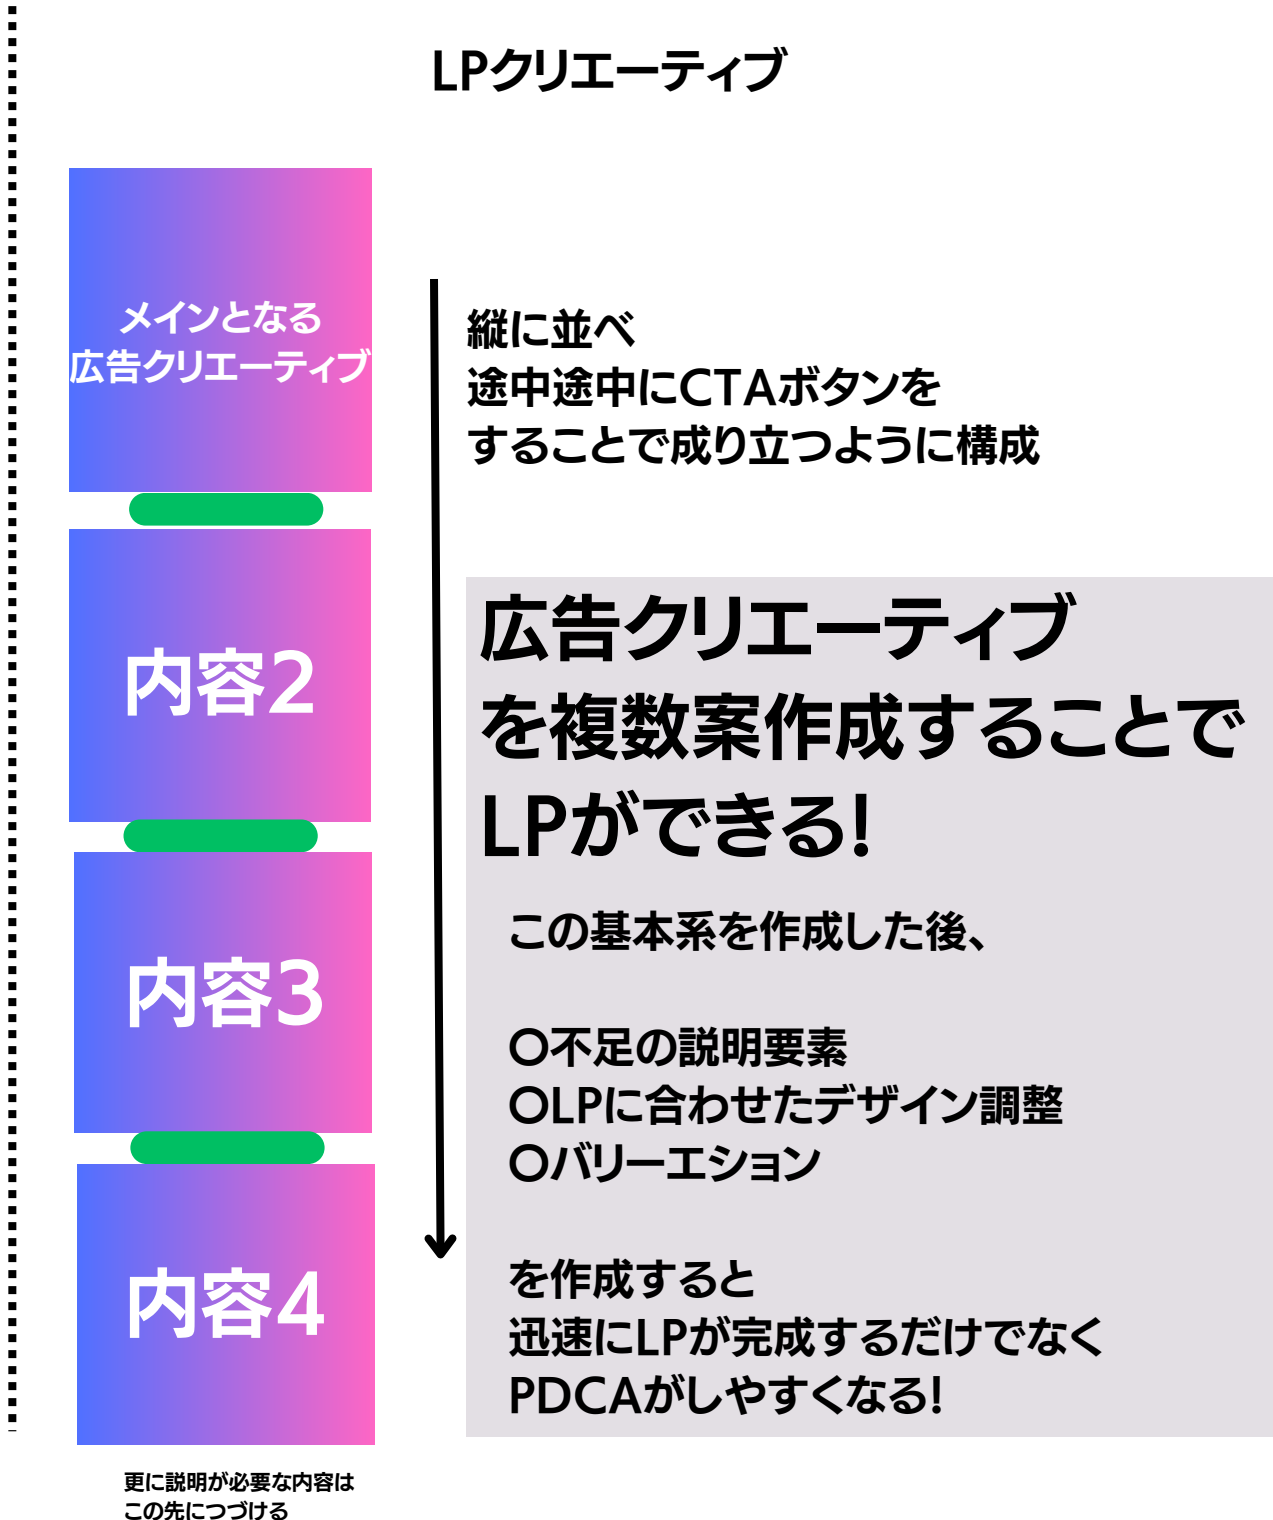 LPクリエーティブ
メインとなる
広告クリエーティブ
縦に並べ
途中途中にCTAボタンを
することで成り立つように構成
内容2
広告クリエーティブ
を複数案作成することで
LPができる!
内容3
この基本系を作成した後、
〇不足の説明要素
〇LPに合わせたデザイン調整
〇バリーエション
内容4
を作成すると
迅速にLPが完成するだけでなく
PDCAがしやすくなる!
更に説明が必要な内容は
この先につづける